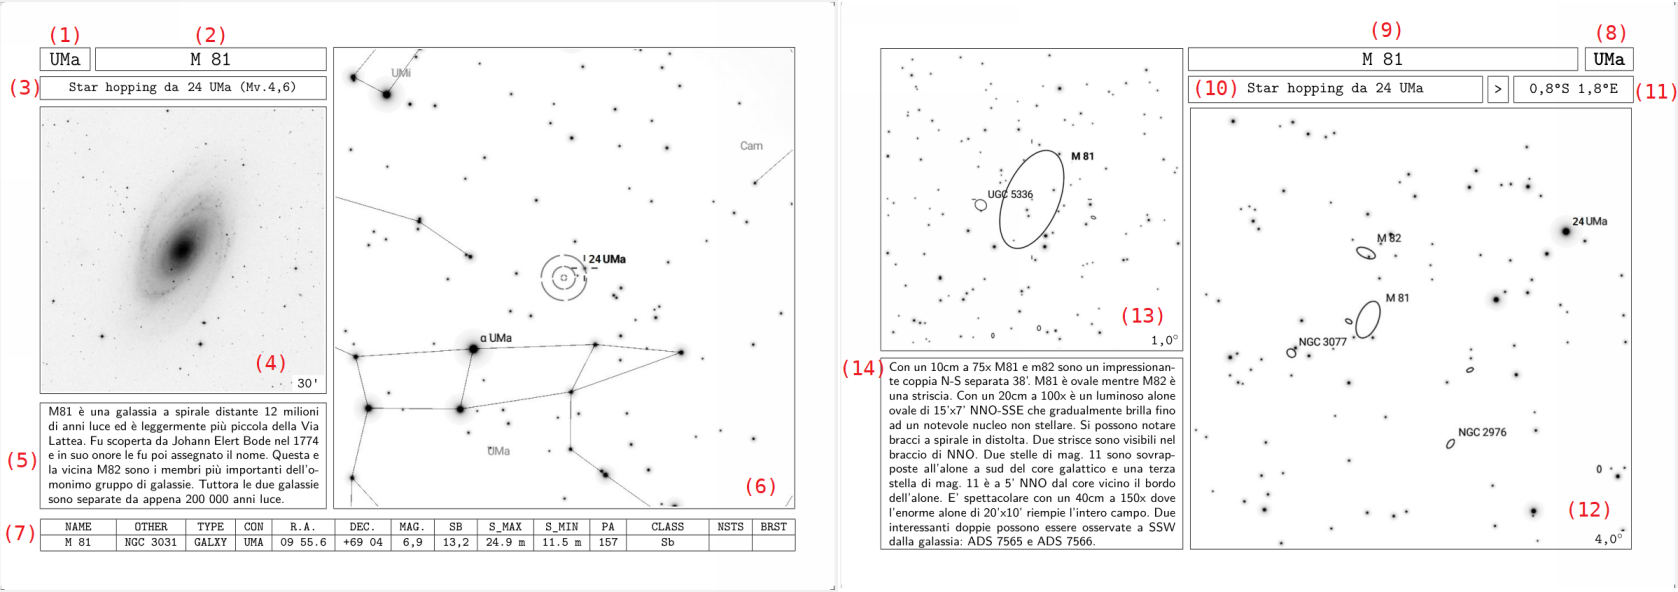 (1)
(2)
UMa
M 81
(3)
Star hopping da 24 UMa (Mv.4,6)
(4)
30'
(5)
M81 è una galassia a spirale distante 12 milioni
di anni luce ed è leggermente più piccola della Via
Lattea. Fu scoperta da Johann Elert Bode nel 1774
e in suo onore le fu poi assegnato il nome. Questa e
la vicina M82 sono i membri più importanti dell'o-
monimo gruppo di galassie. Tuttora le due galassie
sono separate da appena 200 000 anni luce.
UMi
Cam
24 UMa
α UMa
UMa
(6)
(7)
NAME OTHER TYPE CON R.A. DEC. MAG. SB S_MAX S_MIN PA CLASS NSTS BRST
M 81 NGC 3031 GALXY UMA 09 55.6 +69 04 6,9 13,2 24.9 m 11.5 m 157 Sb
(9)
(8)
M 81
UMa
(10) Star hopping da 24 UMa > 0,8°S 1,8°E (11)
M 81
UGC 5336
(13)
1,0°
(14)
Con un 10cm a 75x M81 e m82 sono un impressionan-
te coppia N-S separata 38'. M81 è ovale mentre M82 è
una striscia. Con un 20cm a 100x è un luminoso alone
ovale di 15'x7' NNO-SSE che gradualmente brilla fino
ad un notevole nucleo non stellare. Si possono notare
bracci a spirale in distolta. Due strisce sono visibili nel
braccio di NNO. Due stelle di mag. 11 sono sovrap-
poste all'alone a sud del core galattico e una terza
stella di mag. 11 è a 5' NNO dal core vicino il bordo
dell'alone. E' spettacolare con un 40cm a 150x dove
l'enorme alone di 20'x10' riempie l'intero campo. Due
interessanti doppie possono essere osservate a SSW
dalla galassia: ADS 7565 e ADS 7566.
24 UMa
M 82
M 81
NGC 3077
NGC 2976
(12)
4,0°